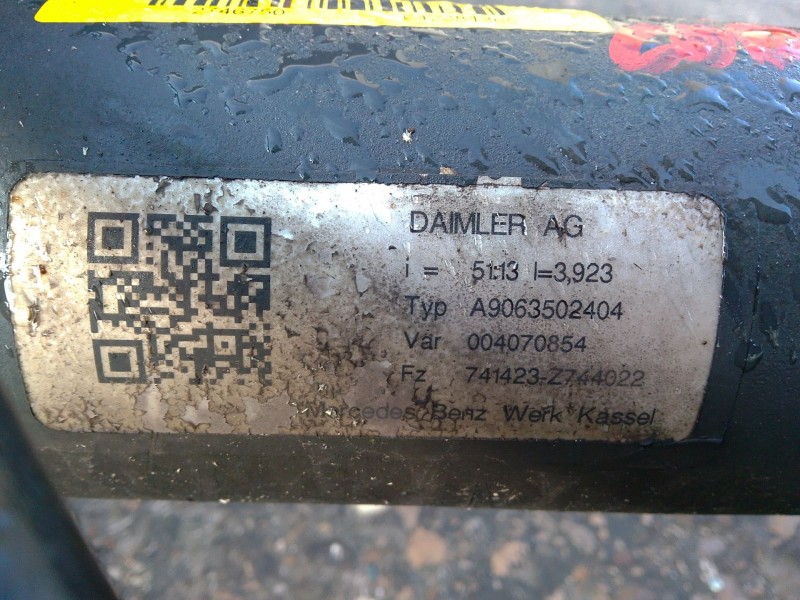 DAIMLER AG
i = 51:13 I=3,923
Typ A9063502404
Var 004070854
Fz 741423-Z744022
Mercedes Benz Werk Kassel